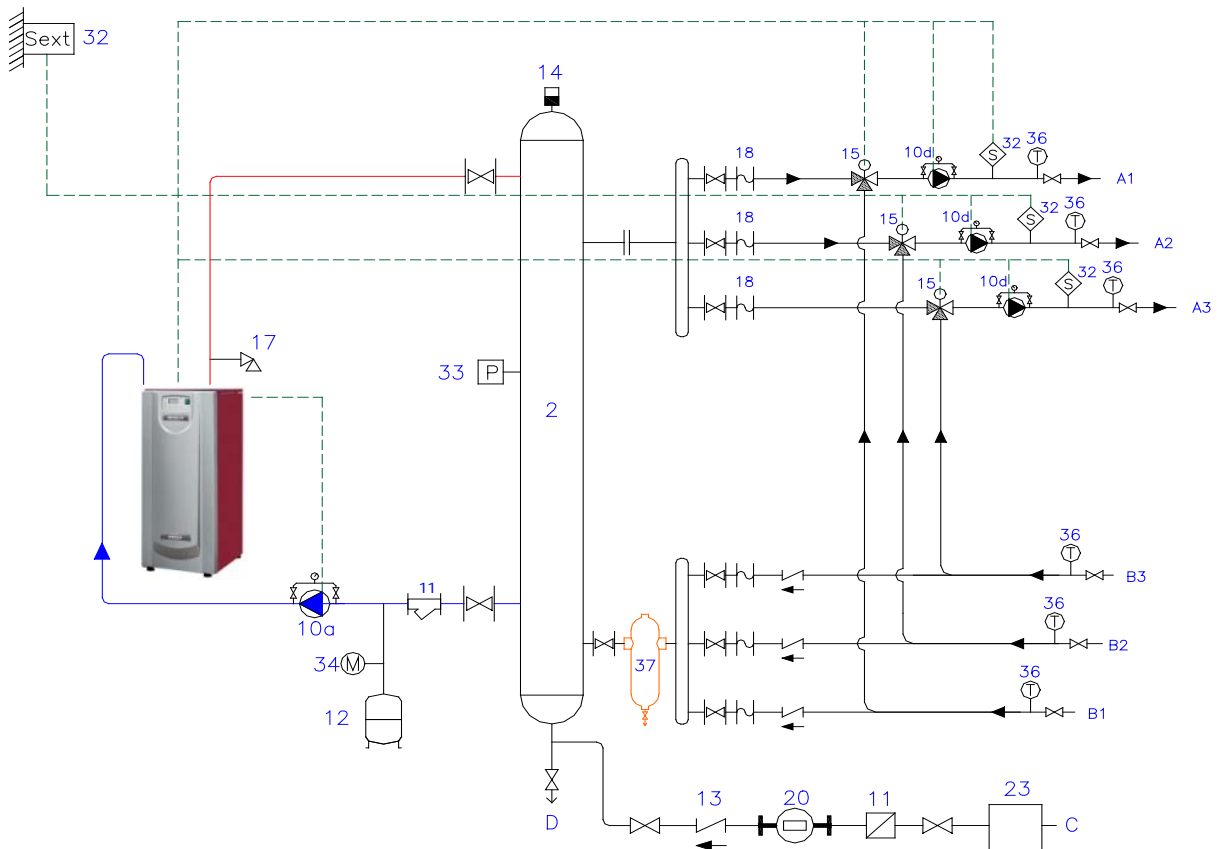 Sext 32
14
18 15 10d 32 36 A1
18 15 10d S 32 36 T A2
18 15 10d S 32 36 T A3
S T
17
33 P
2
11
10a
34 M
12
37
36 T B3
36 T B2
36 T B1
D
13 20 11 23 C